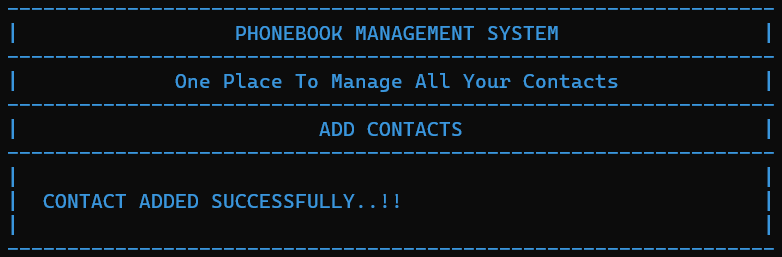 PHONEBOOK MANAGEMENT SYSTEM
One Place To Manage All Your Contacts
ADD CONTACTS
CONTACT ADDED SUCCESSFULLY..!!